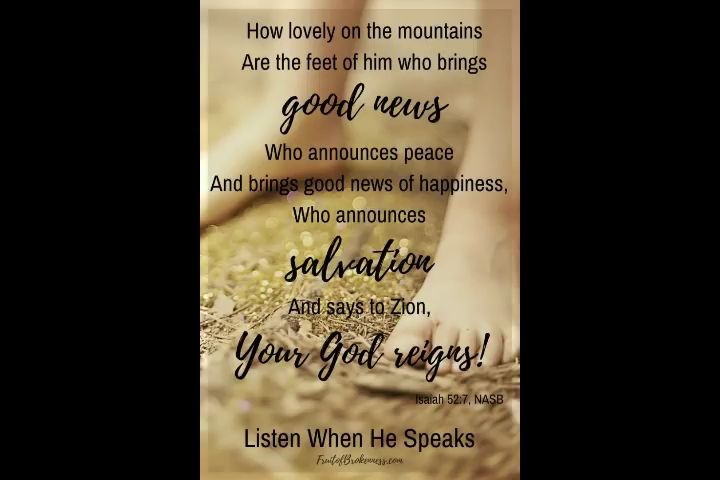 How lovely on the mountains
Are the feet of him who brings
good news
Who announces peace
And brings good news of happiness,
Who announces
salvation
And says to Zion,
Your God reigns!
Isaiah 52:7, NASB
Listen When He Speaks
FruitofBrokenness.com